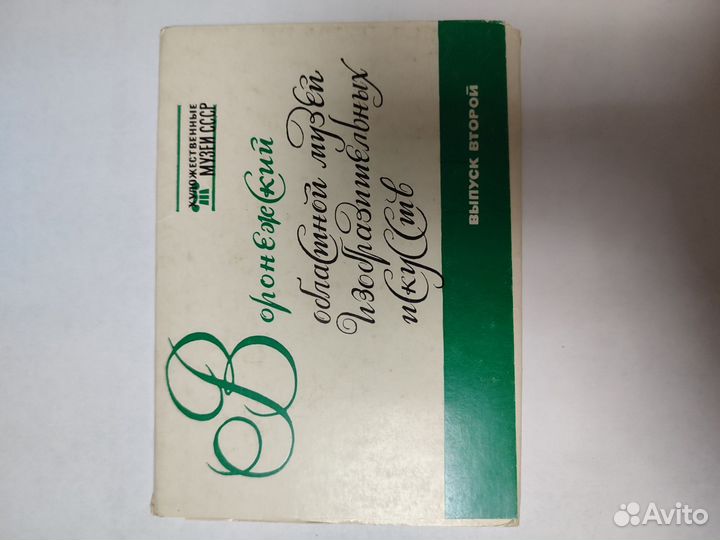 ХУДОЖЕСТВЕННЫЕ
МУЗЕИ СССР
Воронежский
областной музей
Изобразительных
искусств
ВЫПУСК ВТОРОЙ
Avito